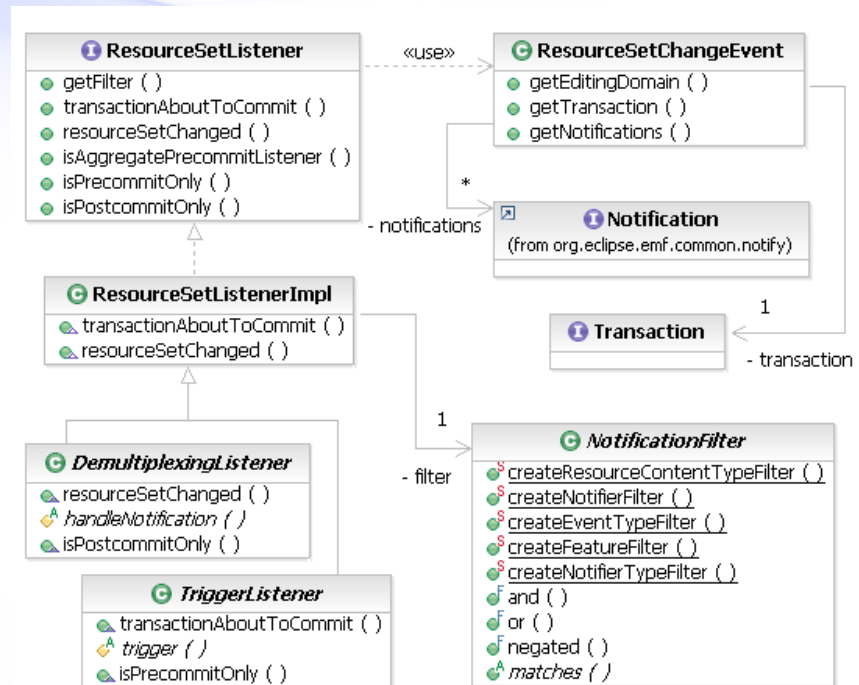 ResourceSetListener
getFilter ( )
transactionAboutToCommit ( )
resourceSetChanged ( )
isAggregatePrecommitListener ( )
isPrecommitOnly ( )
isPostcommitOnly ( )
«use»
ResourceSetChangeEvent
getEditingDomain ( )
getTransaction ( )
getNotifications ( )
*
- notifications
Notification
(from org.eclipse.emf.common.notify)
1
Transaction
- transaction
ResourceSetListenerImpl
transactionAboutToCommit ( )
resourceSetChanged ( )
1
- filter
DemultiplexingListener
resourceSetChanged ( )
handleNotification ( )
isPostcommitOnly ( )
TriggerListener
transactionAboutToCommit ( )
trigger ( )
isPrecommitOnly ( )
NotificationFilter
createResourceContentTypeFilter ( )
createNotifierFilter ( )
createEventTypeFilter ( )
createFeatureFilter ( )
createNotifierTypeFilter ( )
and ( )
or ( )
negated ( )
matches ( )